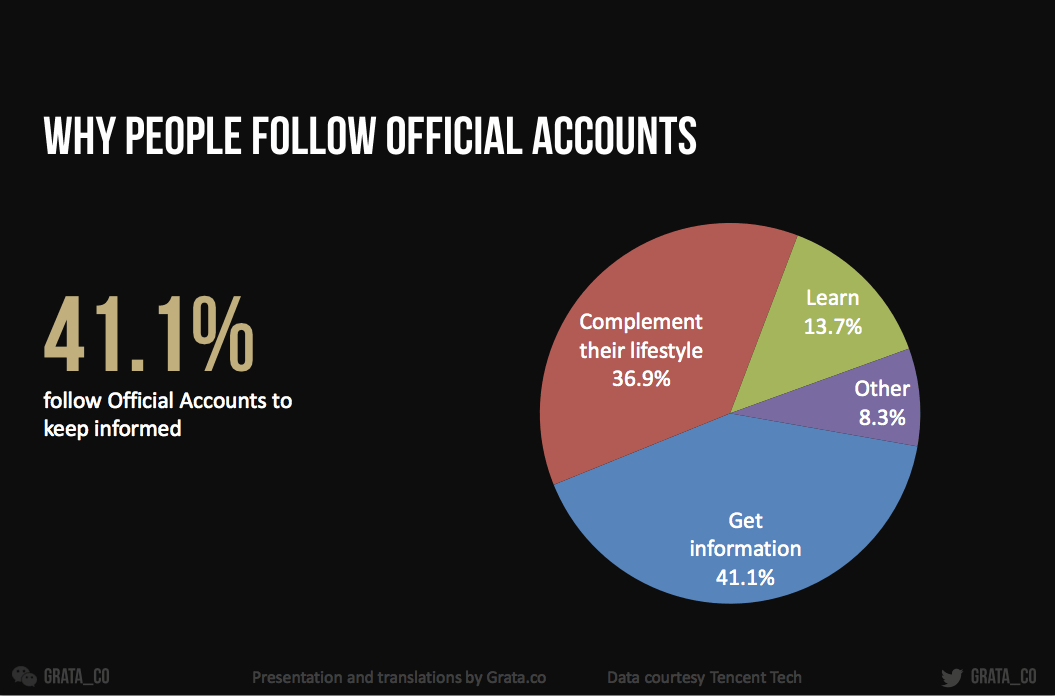 WHY PEOPLE FOLLOW OFFICIAL ACCOUNTS
41.1%
follow Official Accounts to
keep informed
Complement
their lifestyle
36.9%
Learn
13.7%
Other
8.3%
Get
information
41.1%
GRATA_CO
Presentation and translations by Grata.co
Data courtesy Tencent Tech
GRATA_CO